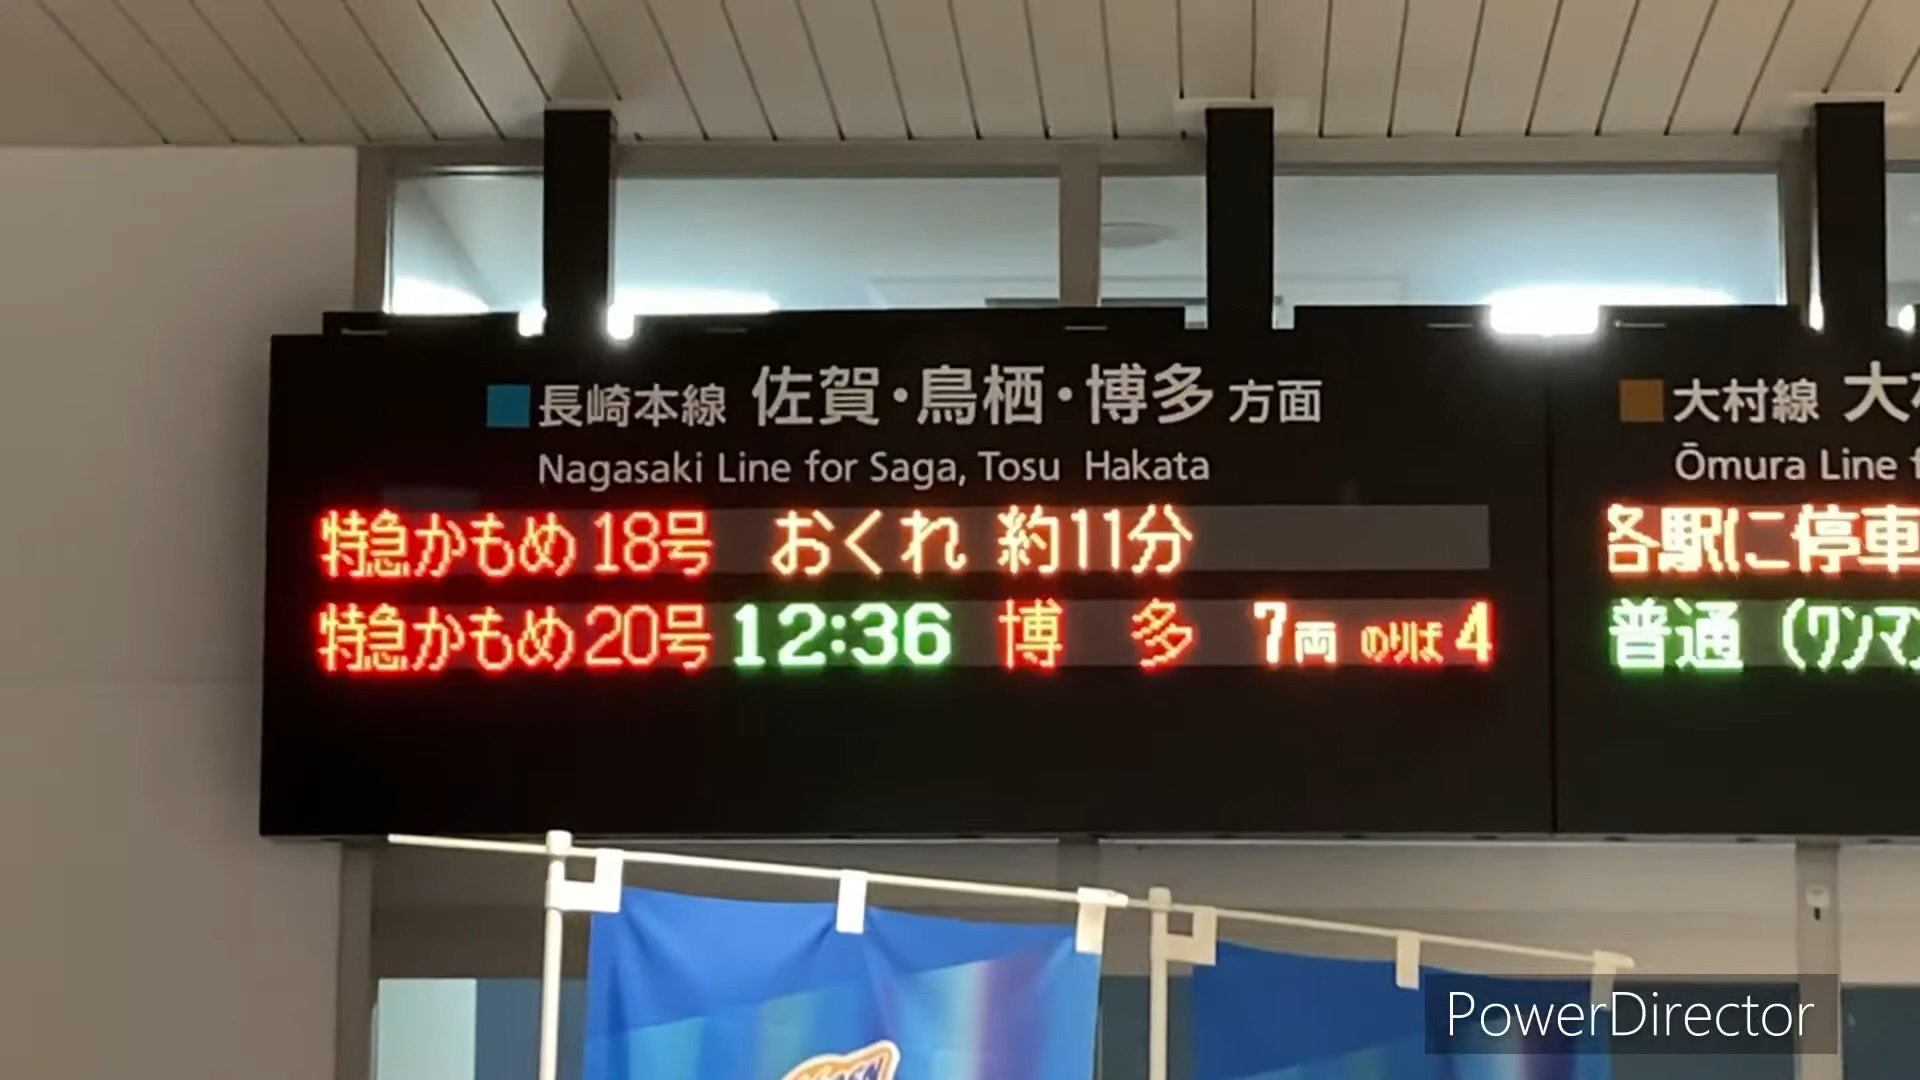 長崎本線 佐賀・鳥栖・博多 方面
Nagasaki Line for Saga, Tosu Hakata
特急かもめ 18号 おくれ 約11分
特急かもめ 20号 12:36 博 多 7両 のりば 4
大村線
Ōmura Line
各駅に停車
普通 (ワンマ
PowerDirector